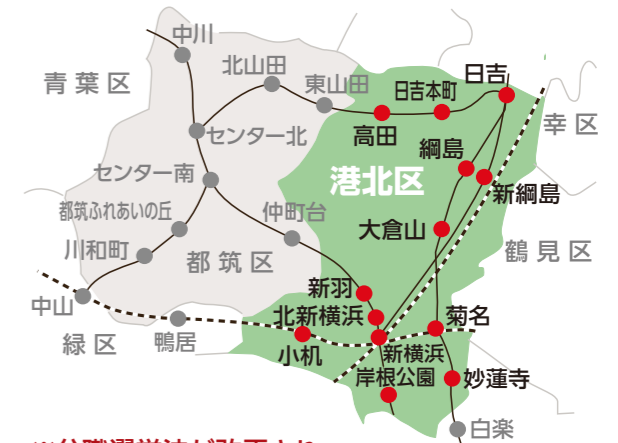 中川
北山田
青葉区
東山田
日吉本町
日吉
センター北
高田
綱島
幸区
センター南
港北区
新綱島
都筑ふれあいの丘
仲町台
大倉山
川和町
都筑区
鶴見区
新羽
中山
北新横浜
菊名
緑区
鴨居
小机
新横浜
岸根公園
妙蓮寺
白楽